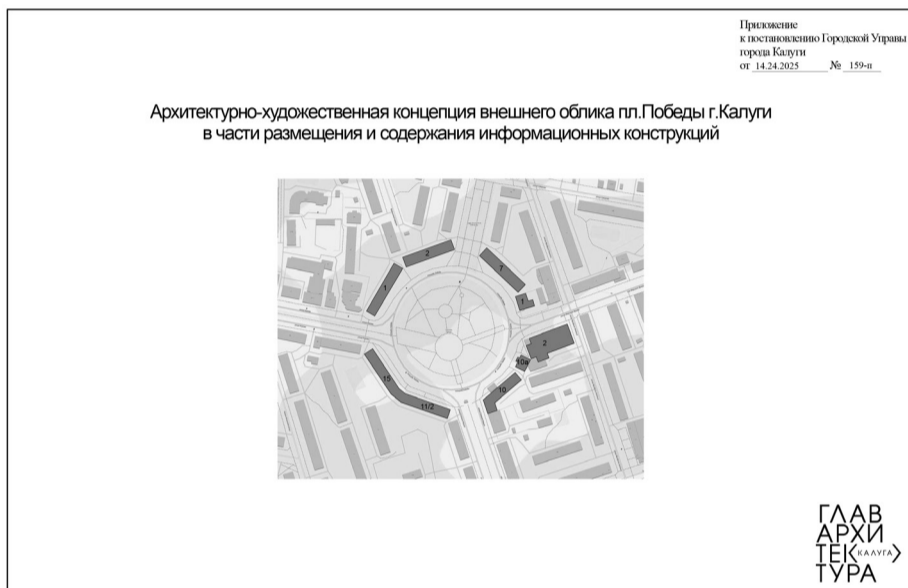 Приложение
к постановлению Городской Управы
города Калуги
от 14.24.2025 № 159-п
Архитектурно-художественная концепция внешнего облика пл.Победы г.Калуги
в части размещения и содержания информационных конструкций
2
7
1
1
2
10а
15
10
11/2
ГЛАВ
АРХИ
ТЕК<КАЛУГА>
ТУРА